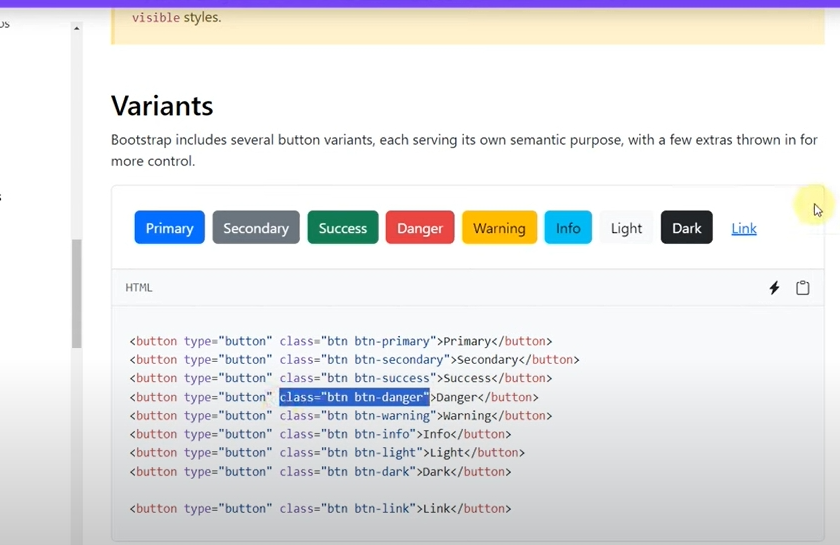 visible styles.
Variants
Bootstrap includes several button variants, each serving its own semantic purpose, with a few extras thrown in for
more control.
Primary Secondary Success Danger Warning Info Light Dark Link
HTML
<button type="button" class="btn btn-primary">Primary</button>
<button type="button" class="btn btn-secondary">Secondary</button>
<button type="button" class="btn btn-success">Success</button>
<button type="button" class="btn btn-danger">Danger</button>
<button type="button" class="btn btn-warning">Warning</button>
<button type="button" class="btn btn-info">Info</button>
<button type="button" class="btn btn-light">Light</button>
<button type="button" class="btn btn-dark">Dark</button>
<button type="button" class="btn btn-link">Link</button>